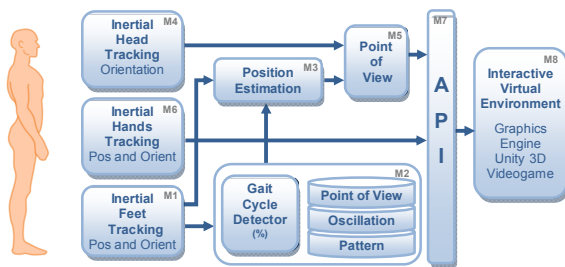 M4
Inertial
Head
Tracking
Orientation
M6
Inertial
Hands
Tracking
Pos and Orient
M1
Inertial
Feet
Tracking
Pos and Orient
M3
Position
Estimation
M5
Point
of
View
M2
Gait
Cycle
Detector
(%)
Point of View
Oscillation
Pattern
M7
A
P
I
M8
Interactive
Virtual
Environment
Graphics
Engine
Unity 3D
Videogame